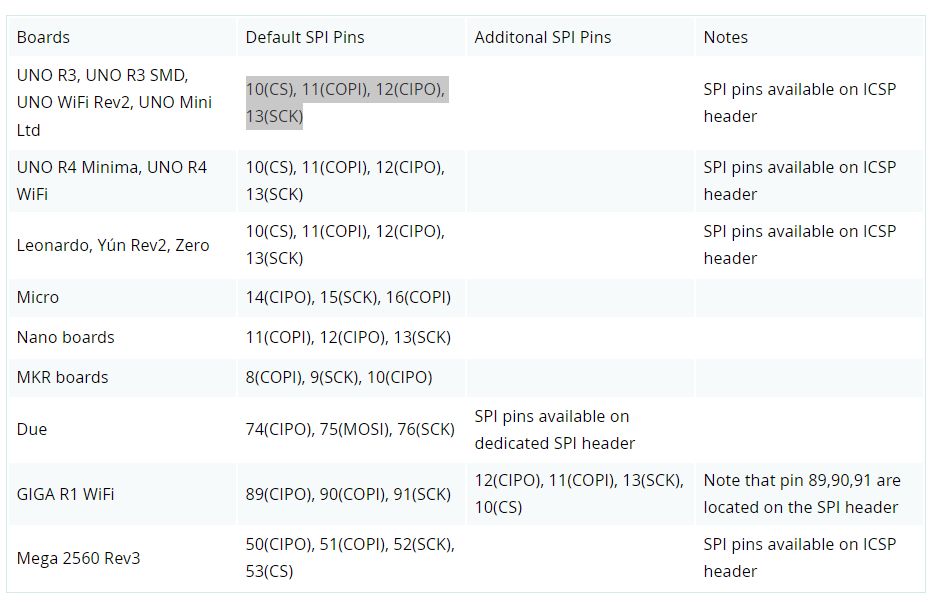 Boards Default SPI Pins Additonal SPI Pins Notes
UNO R3, UNO R3 SMD,
UNO WiFi Rev2, UNO Mini
Ltd
10(CS), 11(COPI), 12(CIPO),
13(SCK)
SPI pins available on ICSP
header
UNO R4 Minima, UNO R4
WiFi
10(CS), 11(COPI), 12(CIPO),
13(SCK)
SPI pins available on ICSP
header
Leonardo, Yún Rev2, Zero
10(CS), 11(COPI), 12(CIPO),
13(SCK)
SPI pins available on ICSP
header
Micro 14(CIPO), 15(SCK), 16(COPI)
Nano boards 11(COPI), 12(CIPO), 13(SCK)
MKR boards 8(COPI), 9(SCK), 10(CIPO)
Due 74(CIPO), 75(MOSI), 76(SCK)
SPI pins available on
dedicated SPI header
GIGA R1 WiFi 89(CIPO), 90(COPI), 91(SCK)
12(CIPO), 11(COPI), 13(SCK),
10(CS)
Note that pin 89,90,91 are
located on the SPI header
Mega 2560 Rev3
50(CIPO), 51(COPI), 52(SCK),
53(CS)
SPI pins available on ICSP
header